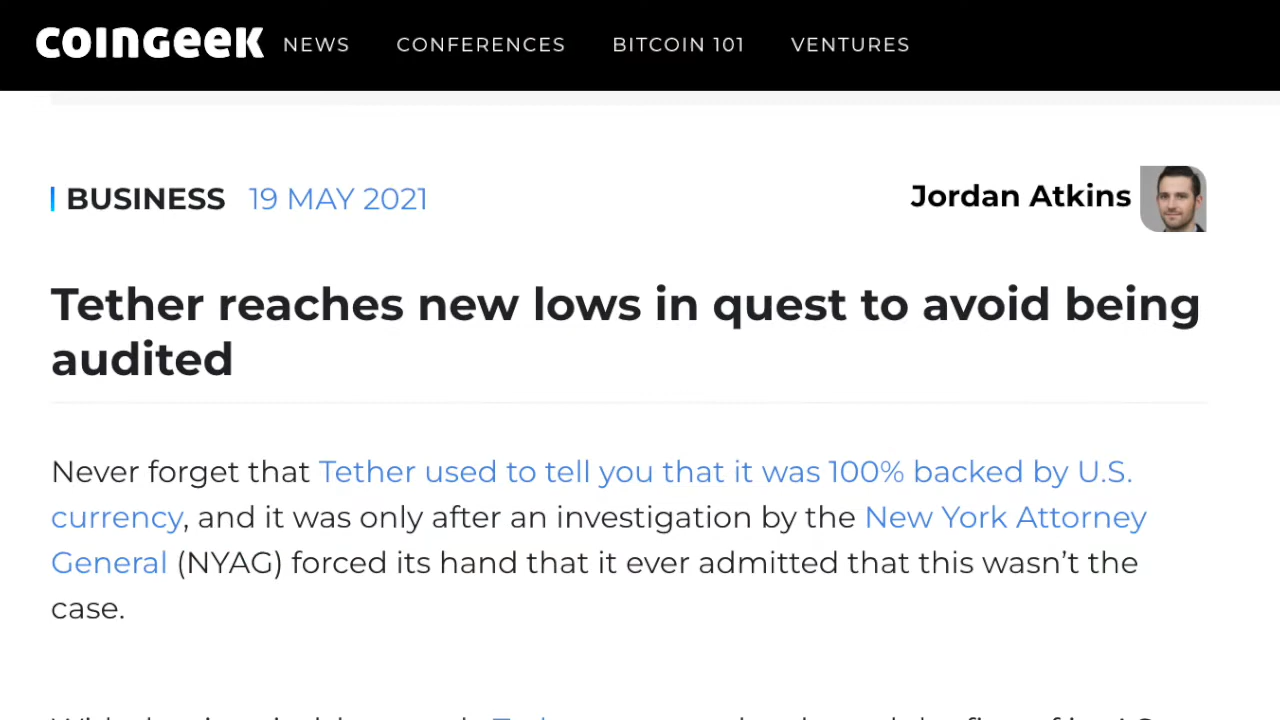 COINGEEK NEWS CONFERENCES BITCOIN 101 VENTURES
BUSINESS 19 MAY 2021 Jordan Atkins
Tether reaches new lows in quest to avoid being
audited
Never forget that Tether used to tell you that it was 100% backed by U.S.
currency, and it was only after an investigation by the New York Attorney
General (NYAG) forced its hand that it ever admitted that this wasn’t the
case.